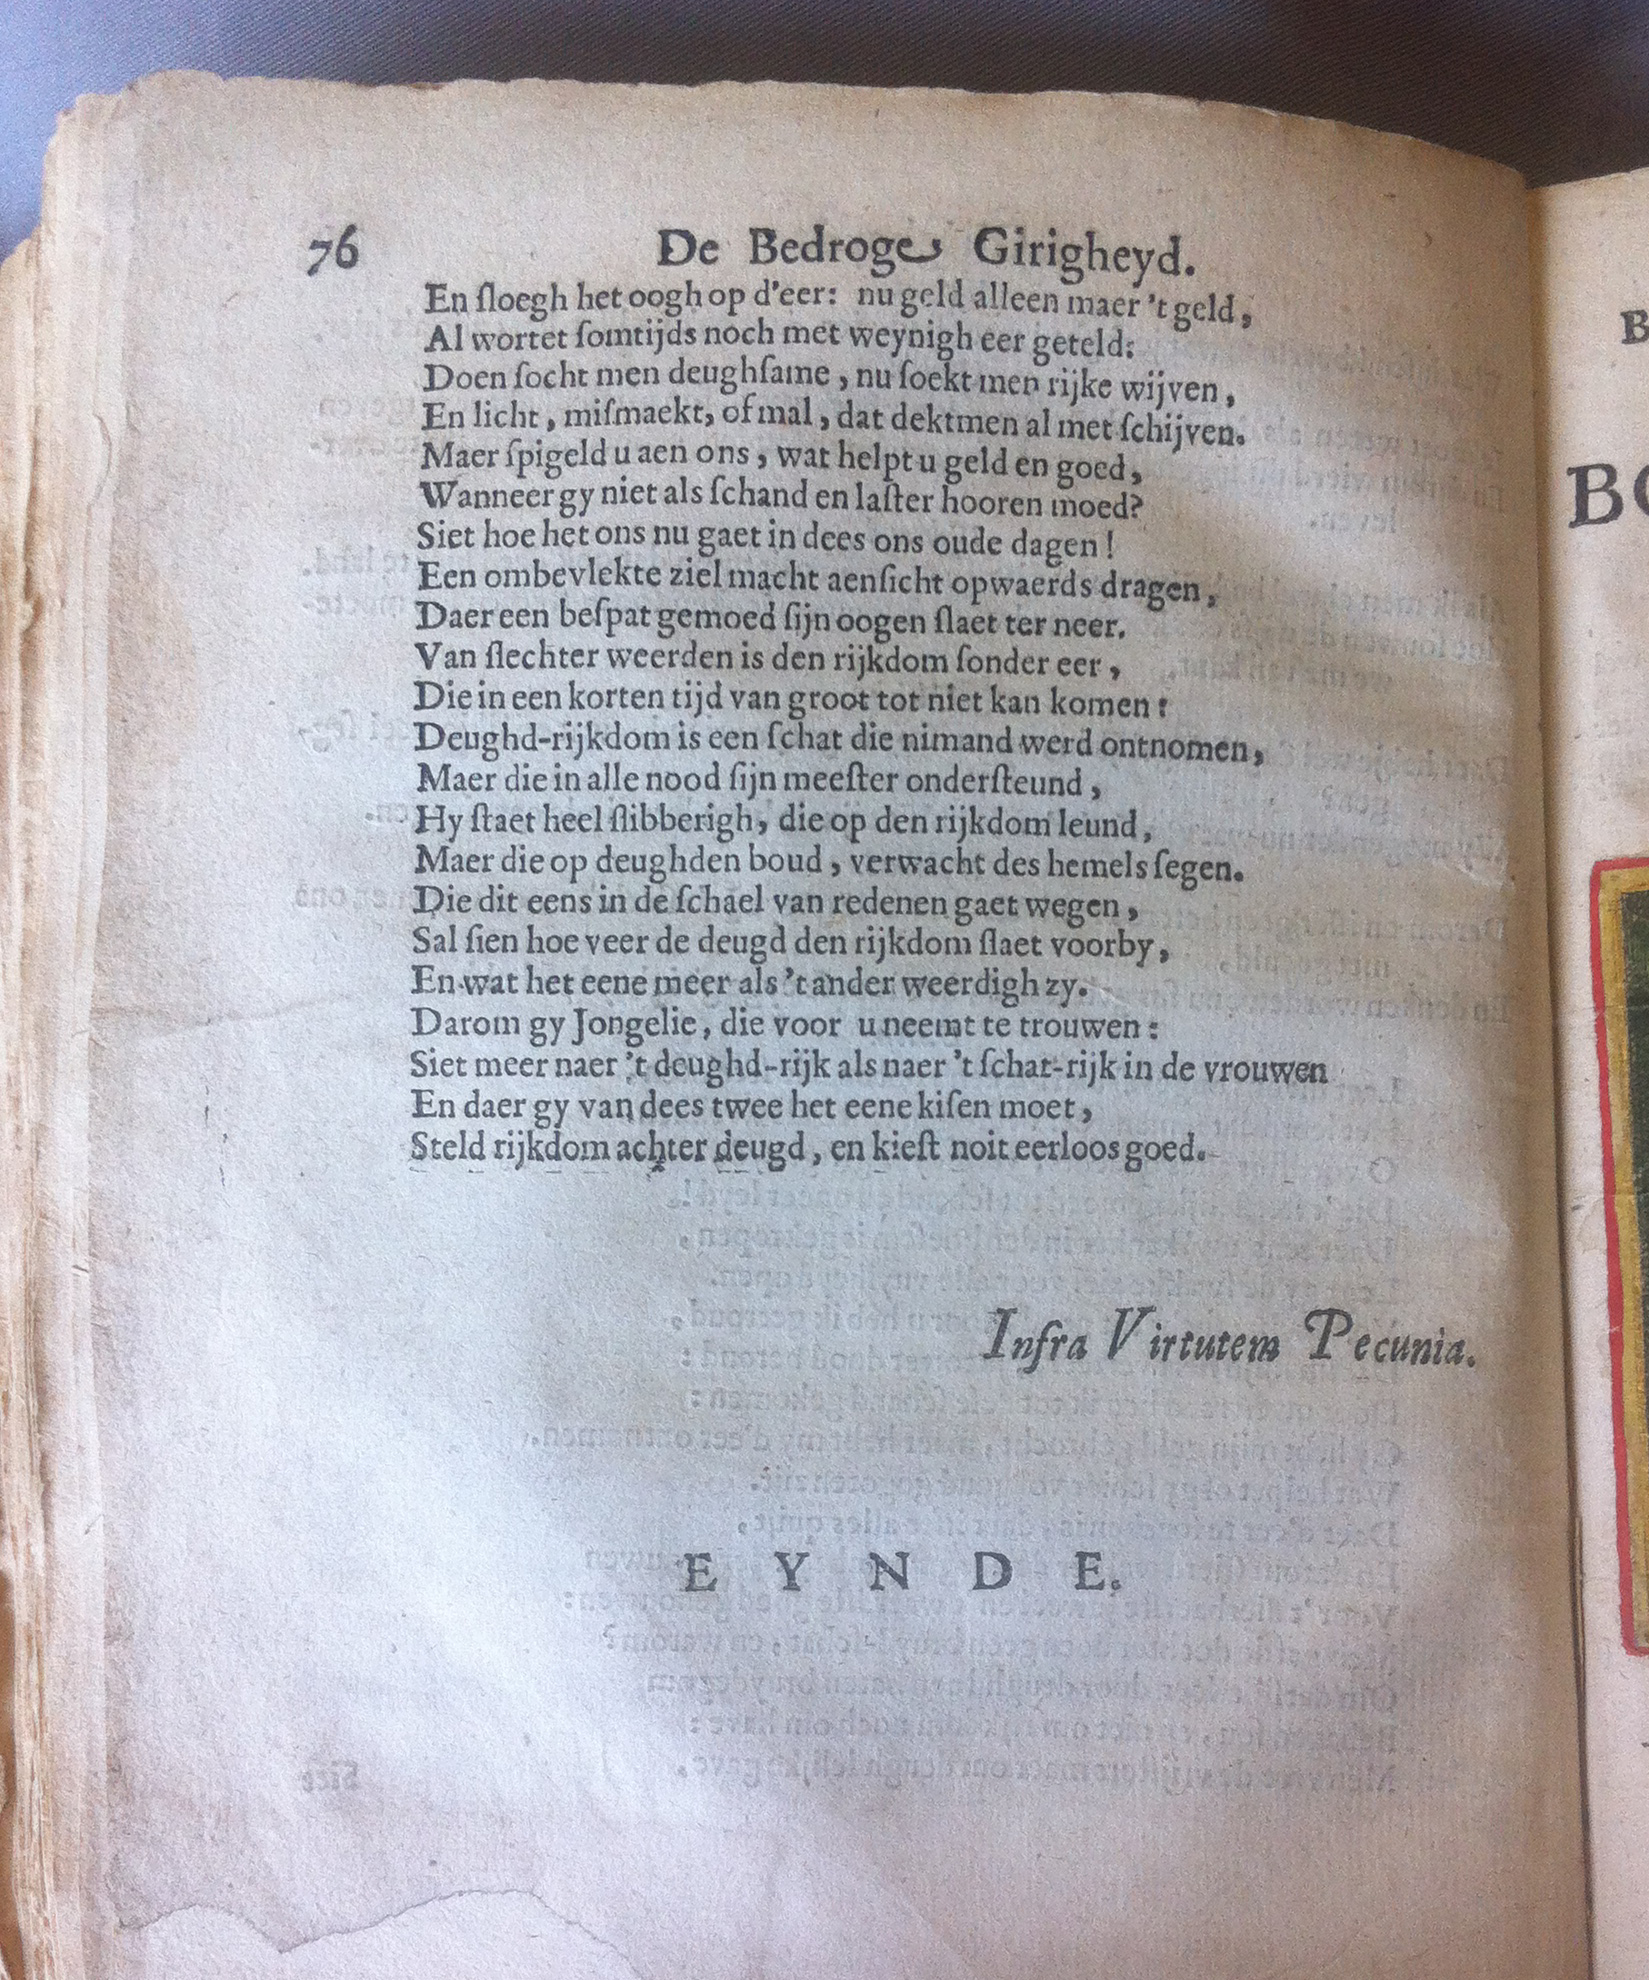 76 De Bedroge Girigheyd.
En ſloegh het oogh op d'eer: nu geld alleen maer 't geld,
Al wortet ſomtijds noch met weynigh eer geteld:
Doen ſocht men deughſame, nu ſoekt men rijke wijven,
En licht, miſmaekt, of mal, dat dektmen al met ſchijven.
Maer ſpigeld u aen ons, wat helpt u geld en goed,
Wanneer gy niet als ſchand en laſter hooren moed?
Siet hoe het ons nu gaet in dees ons oude dagen!
Een ombevlekte ziel macht aenſicht opwaerds dragen,
Daer een beſpat gemoed ſijn oogen ſlaet ter neer.
Van ſlechter weerden is den rijkdom ſonder eer,
Die in een korten tijd van groot tot niet kan komen:
Deughd-rijkdom is een ſchat die nimand werd ontnomen,
Maer die in alle nood ſijn meeſter onderſteund,
Hy ſtaet heel ſlibberigh, die op den rijkdom leund,
Maer die op deughden boud, verwacht des hemels ſegen.
Die dit eens in de ſchael van redenen gaet wegen,
Sal ſien hoe veer de deugd den rijkdom ſlaet voorby,
En wat het eene meer als 't ander weerdigh zy.
Darom gy Jongelie, die voor u neemt te trouwen:
Siet meer naer 't deughd-rijk als naer 't ſchat-rijk in de vrouwen
En daer gy van dees twee het eene kiſen moet,
Steld rijkdom achter deugd, en kieſt noit eerloos goed.
Infra Virtutem Pecunia.
EYNDE.
B
BO